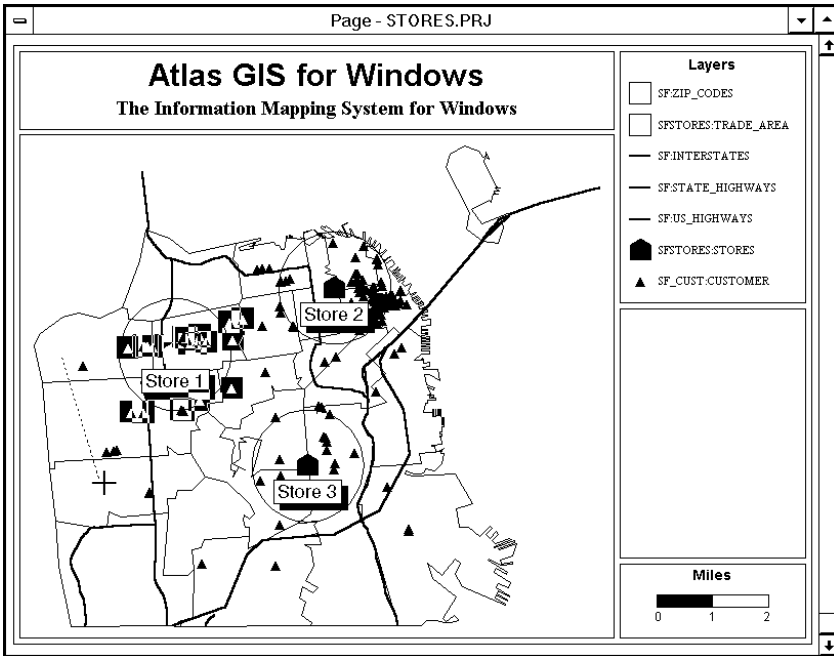 Page - STORES.PRJ
Atlas GIS for Windows
The Information Mapping System for Windows
Layers
SF:ZIP_CODES
SFSTORES:TRADE_AREA
SF:INTERSTATES
SF:STATE_HIGHWAYS
SF:US_HIGHWAYS
SFSTORES:STORES
SF_CUST:CUSTOMER
Store 2
Store 1
Store 3
Miles
0 1 2